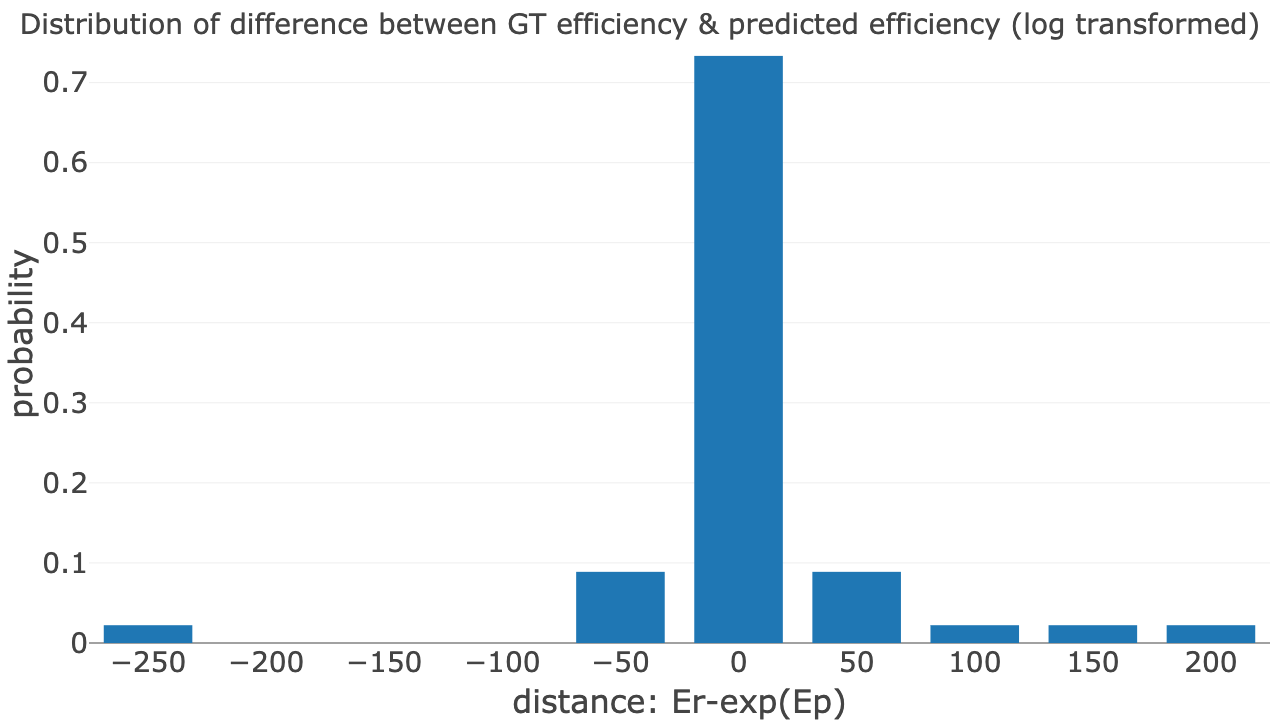 Distribution of difference between GT efficiency & predicted efficiency (log transformed)
probability
0.7
0.6
0.5
0.4
0.3
0.2
0.1
0
−250 −200 −150 −100 −50 0 50 100 150 200
distance: Er-exp(Ep)